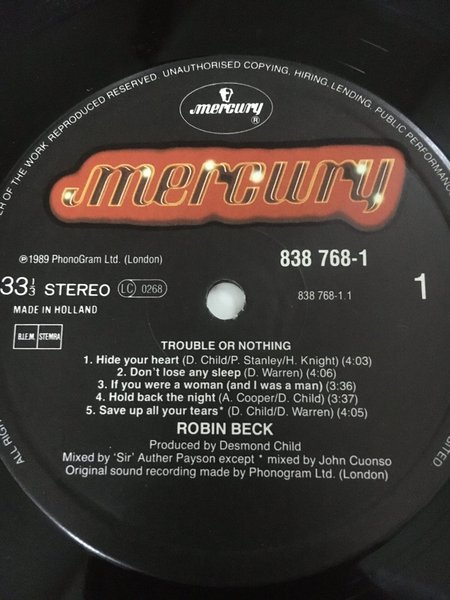 ER OF THE WORK REPRODUCED RESERVED. UNAUTHORISED COPYING, HIRING, LENDING, PUBLIC PERFORMANCE
mercury
®
mercury
℗1989 PhonoGram Ltd. (London)
838 768-1
33⅓ STEREO
LC 0268
838 768-1.1
1
MADE IN HOLLAND
B.I.E.M. STEMRA
TROUBLE OR NOTHING
1. Hide your heart (D. Child/P. Stanley/H. Knight) (4:03)
2. Don't lose any sleep (D. Warren) (4:06)
3. If you were a woman (and I was a man) (3:36)
4. Hold back the night (A. Cooper/D. Child) (3:37)
5. Save up all your tears* (D. Child/D. Warren) (4:05)
ROBIN BECK
Produced by Desmond Child
Mixed by 'Sir' Auther Payson except * mixed by John Cuonso
Original sound recording made by Phonogram Ltd. (London)
ALL RIG
BITED